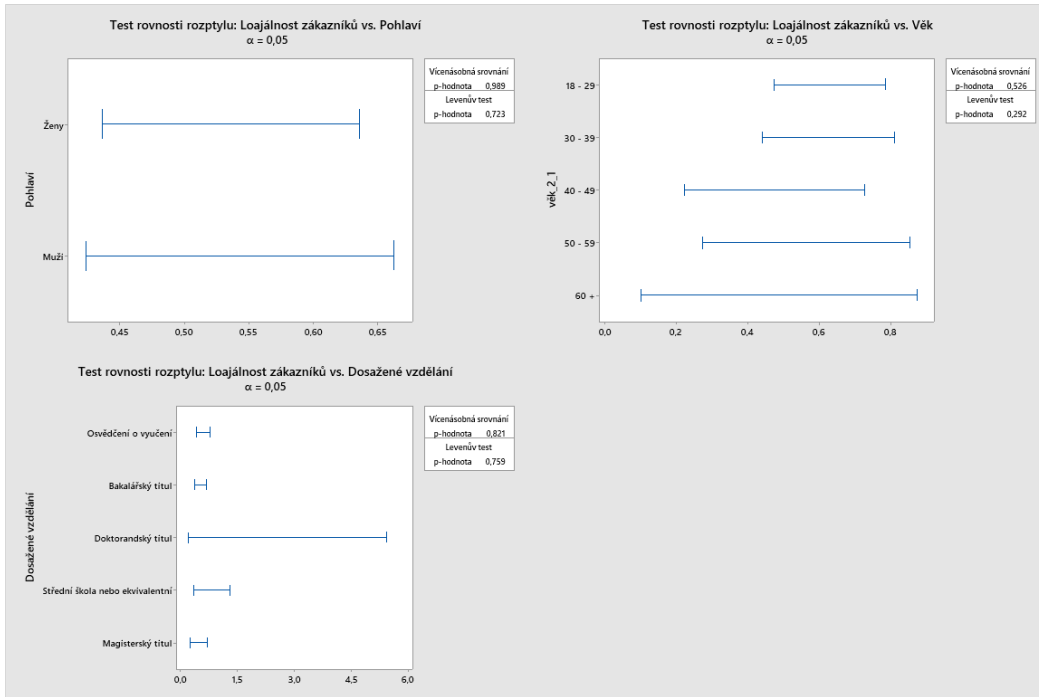 Test rovnosti rozptylu: Loajálnost zákazníků vs. Pohlaví
α = 0,05
Vícenásobná srovnání
p-hodnota 0,989
Levenův test
p-hodnota 0,723
Pohlaví
Ženy
Muži
0,45 0,50 0,55 0,60 0,65
Test rovnosti rozptylu: Loajálnost zákazníků vs. Věk
α = 0,05
Vícenásobná srovnání
p-hodnota 0,526
Levenův test
p-hodnota 0,292
věk_2_1
18 - 29
30 - 39
40 - 49
50 - 59
60 +
0,0 0,2 0,4 0,6 0,8
Test rovnosti rozptylu: Loajálnost zákazníků vs. Dosažené vzdělání
α = 0,05
Vícenásobná srovnání
p-hodnota 0,821
Levenův test
p-hodnota 0,759
Dosažené vzdělání
Osvědčení o vyučení
Bakalářský titul
Doktorandský titul
Střední škola nebo ekvivalentní
Magisterský titul
0,0 1,5 3,0 4,5 6,0